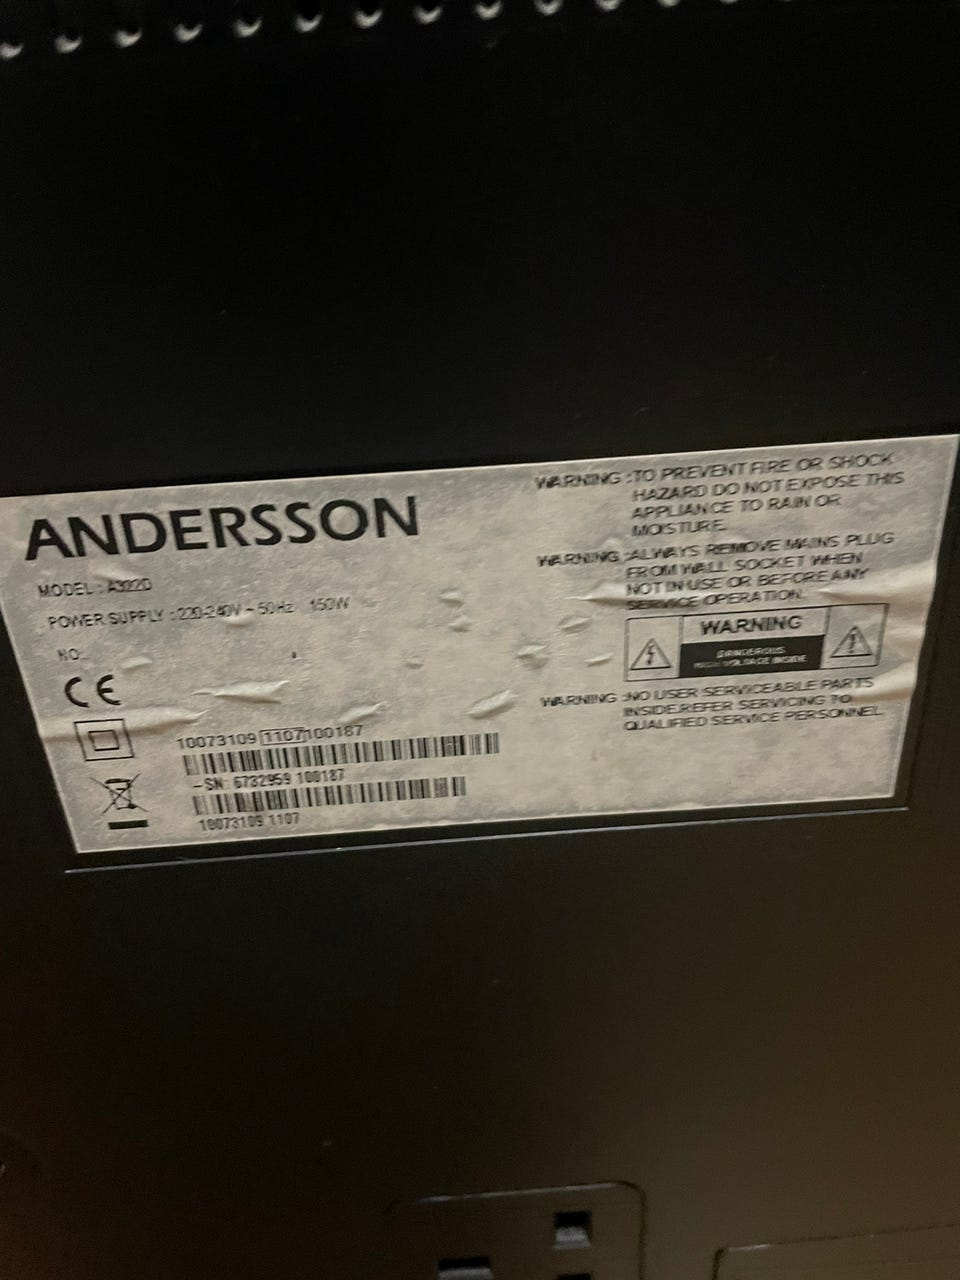 ANDERSSON
POWER SUPPLY : 220-240V ~ 50Hz 150W
NO.
CE
10073109 1107 100187
-SN: 6732959 100187
10073109 1107
WARNING :TO PREVENT FIRE OR SHOCK
HAZARD DO NOT EXPOSE THIS
APPLIANCE TO RAIN OR
MOISTURE.
WARNING :ALWAYS REMOVE MAINS PLUG
FROM WALL SOCKET WHEN
NOT IN USE OR BEFORE ANY
SERVICE OPERATION.
WARNING
DANGEROUS
HIGH VOLTAGE INSIDE
WARNING :NO USER SERVICEABLE PARTS
INSIDE.REFER SERVICING TO
QUALIFIED SERVICE PERSONNEL.